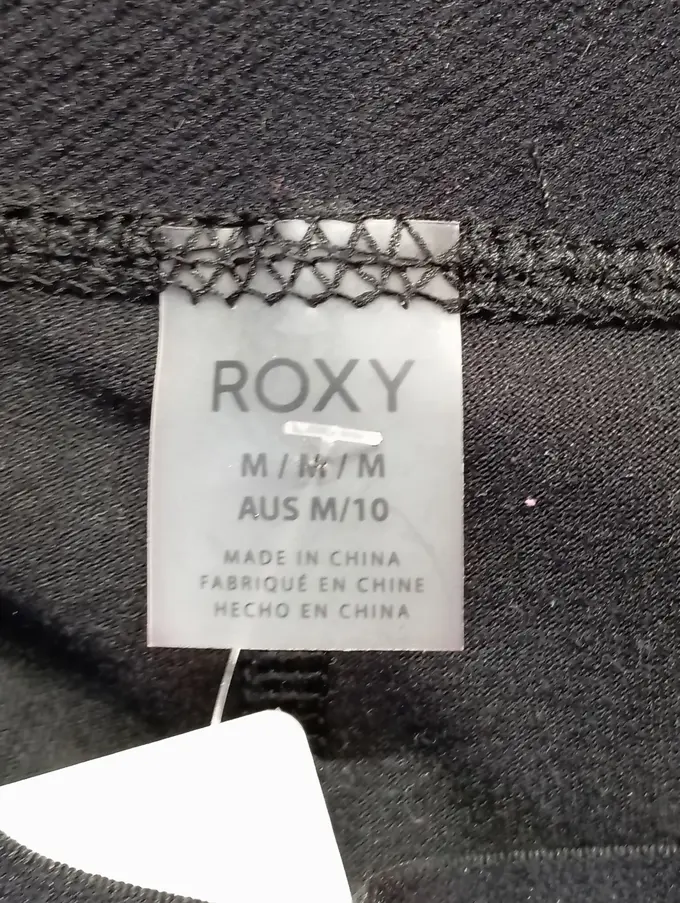 ROXY
M / M / M
AUS M/10
MADE IN CHINA
FABRIQUÉ EN CHINE
HECHO EN CHINA